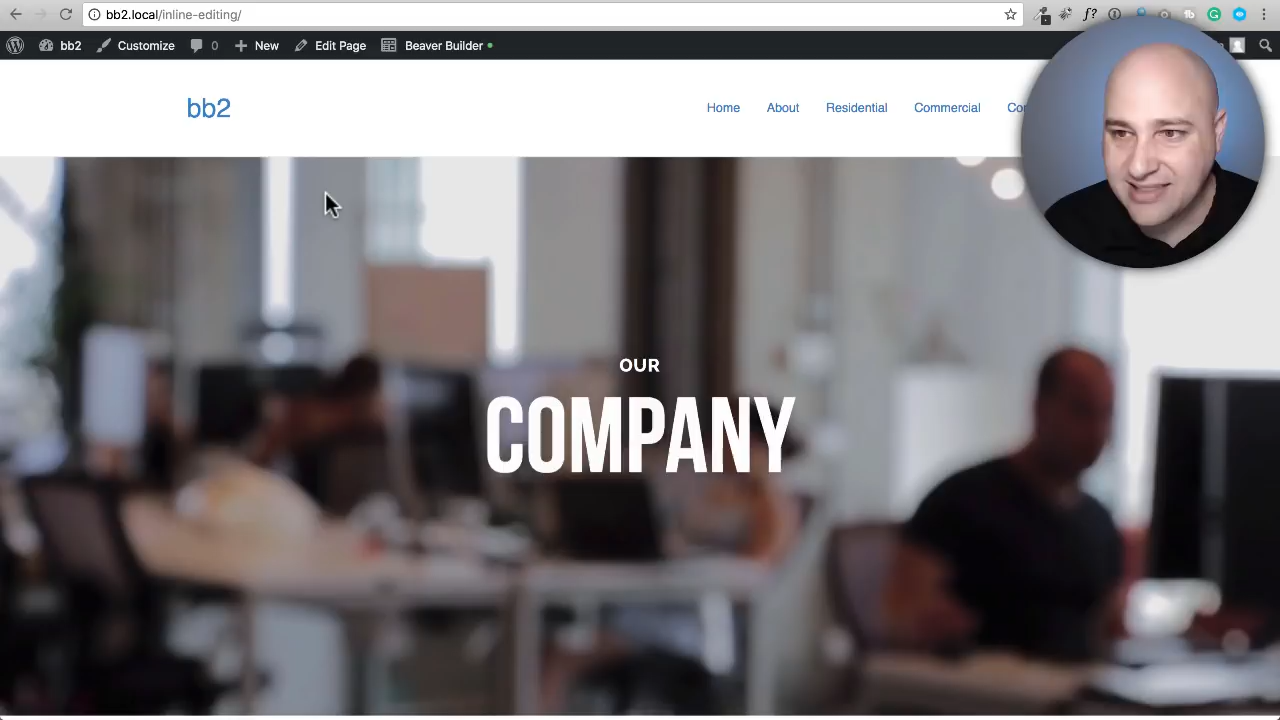 bb2.local/inline-editing/
f?
tb
bb2
Customize
0
New
Edit Page
Beaver Builder
bb2
Home
About
Residential
Commercial
OUR
COMPANY